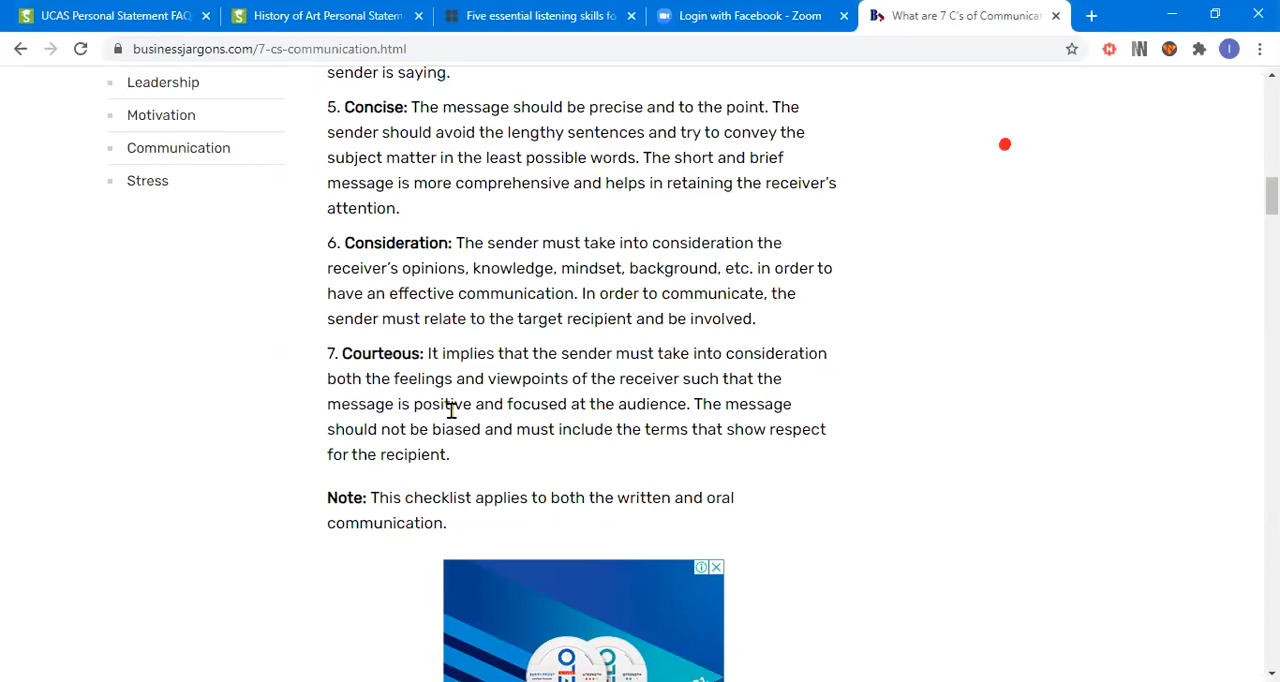 UCAS Personal Statement FAQ
History of Art Personal Statem
Five essential listening skills fo
Login with Facebook - Zoom
What are 7 C's of Communicat
businessjargons.com/7-cs-communication.html
I
Leadership
Motivation
Communication
Stress
sender is saying.
5. Concise: The message should be precise and to the point. The
sender should avoid the lengthy sentences and try to convey the
subject matter in the least possible words. The short and brief
message is more comprehensive and helps in retaining the receiver's
attention.
6. Consideration: The sender must take into consideration the
receiver's opinions, knowledge, mindset, background, etc. in order to
have an effective communication. In order to communicate, the
sender must relate to the target recipient and be involved.
7. Courteous: It implies that the sender must take into consideration
both the feelings and viewpoints of the receiver such that the
message is positive and focused at the audience. The message
should not be biased and must include the terms that show respect
for the recipient.
Note: This checklist applies to both the written and oral
communication.